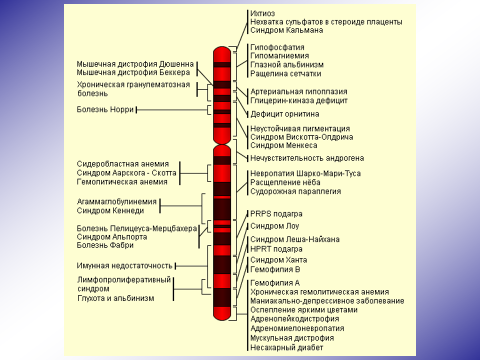 Ихтиоз
Нехватка сульфатов в стероиде плаценты
Синдром Кальмана
Гипофосфатия
Гипомагниемия
Глазной альбинизм
Ращепина сетчатки
Артериальная гипоплазия
Глицерин-киназа дефицит
Дефицит орнитина
Неустойчивая пигментация
Синдром Вискотта-Олдрича
Синдром Менкеса
Нечувствительность андрогена
Невропатия Шарко-Мари-Туса
Расщепление нёба
Судорожная параплегия
PRPS подагра
Синдром Лоу
Синдром Леша-Найхана
HPRT подагра
Синдром Ханта
Гемофилия B
Гемофилия A
Хроническая гемолитическая анемия
Маниакально-депрессивное заболевание
Ослепление яркими цветами
Адренолейкодистрофия
Адреномиелоневропатия
Мускульная дистрофия
Несахарный диабет
Мышечная дистрофия Дюшенна
Мышечная дистрофия Беккера
Хроническая гранулематозная
болезнь
Болезнь Норри
Сидеробластная анемия
Синдром Аарскога - Скотта
Гемолитическая анемия
Агаммаглобулинемия
Синдром Кеннеди
Болезнь Пелицеуса-Мерцбахера
Синдром Альпорта
Болезнь Фабри
Имунная недостаточность
Лимфопролиферативный
синдром
Глухота и альбинизм